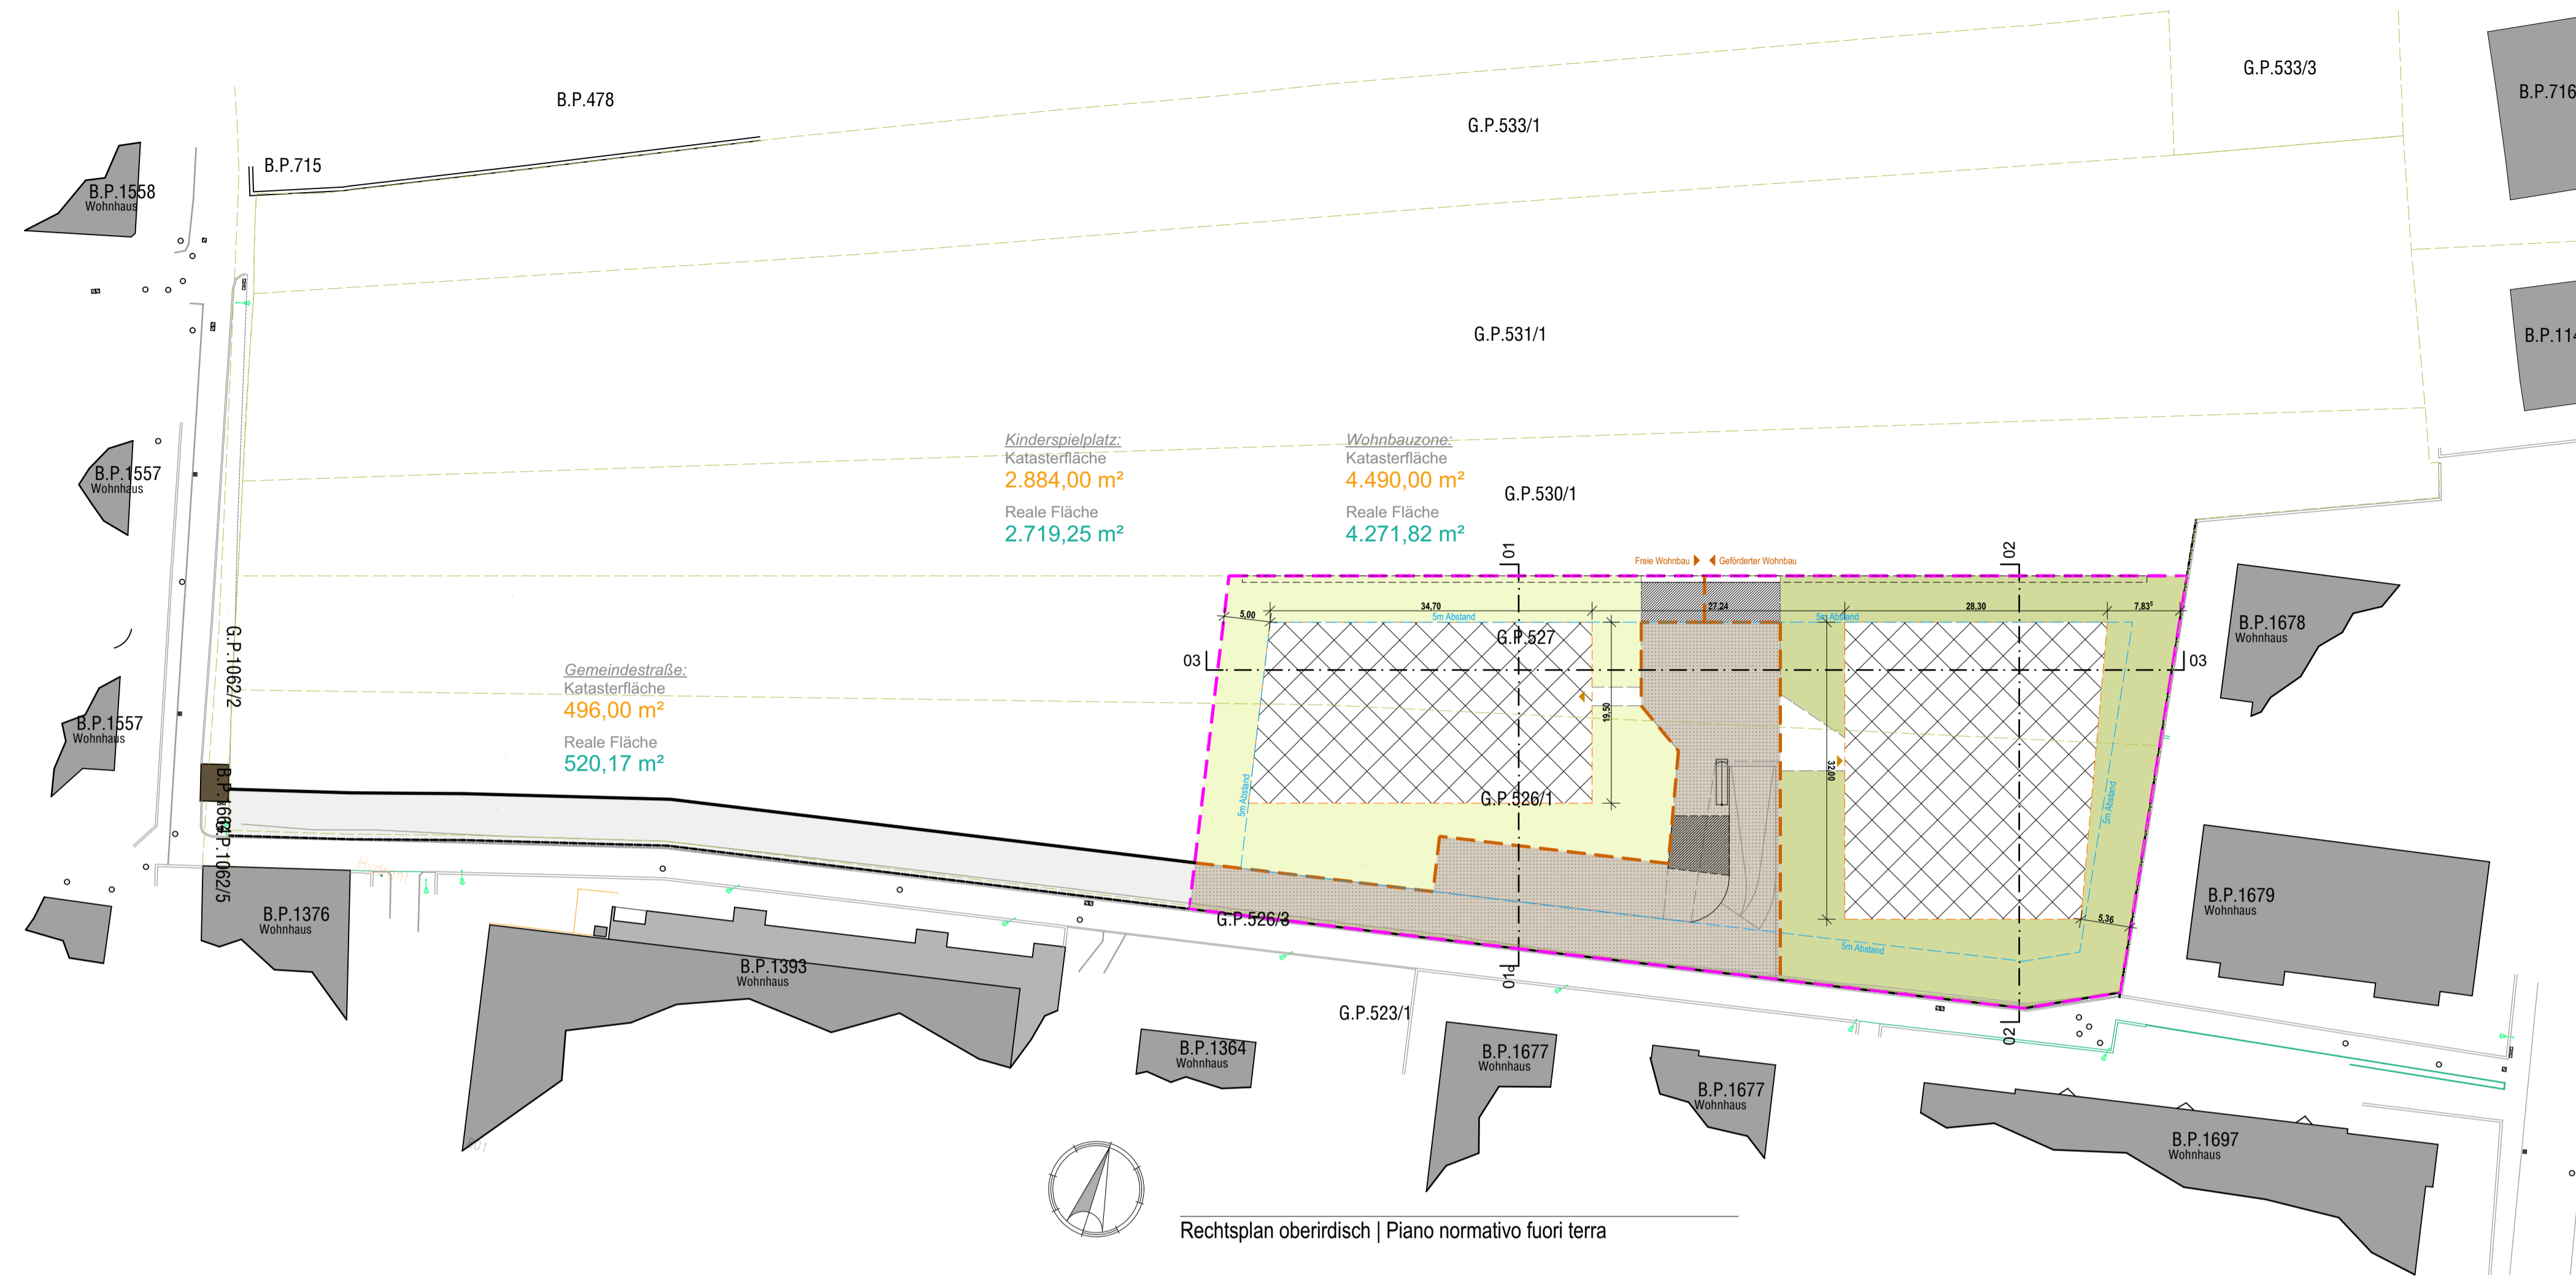 B.P.478
G.P.533/3
B.P.716
G.P.533/1
B.P.715
B.P.1558
Wohnhaus
G.P.531/1
B.P.114
Kinderspielplatz:
Katasterfläche
2.884,00 m²
Reale Fläche
2.719,25 m²
Wohnbauzone:
Katasterfläche
4.490,00 m²
Reale Fläche
4.271,82 m²
G.P.530/1
B.P.1557
Wohnhaus
01
02
Freie Wohnbau
Geförderter Wohnbau
5,00
34,70
27,24
28,30
7,83⁵
5m Abstand
5m Abstand
G.P.527
03
03
B.P.1678
Wohnhaus
G.P.1062/2
Gemeindestraße:
Katasterfläche
496,00 m²
Reale Fläche
520,17 m²
B.P.1557
Wohnhaus
19,50
32,00
5m Abstand
5m Abstand
G.P.526/1
G.P.1062/5
B.P.1376
Wohnhaus
Hydrant
B.P.1679
Wohnhaus
5,36
G.P.526/3
5m Abstand
B.P.1393
Wohnhaus
01
02
G.P.523/1
B.P.1364
Wohnhaus
B.P.1677
Wohnhaus
B.P.1677
Wohnhaus
B.P.1697
Wohnhaus
Rechtsplan oberirdisch | Piano normativo fuori terra